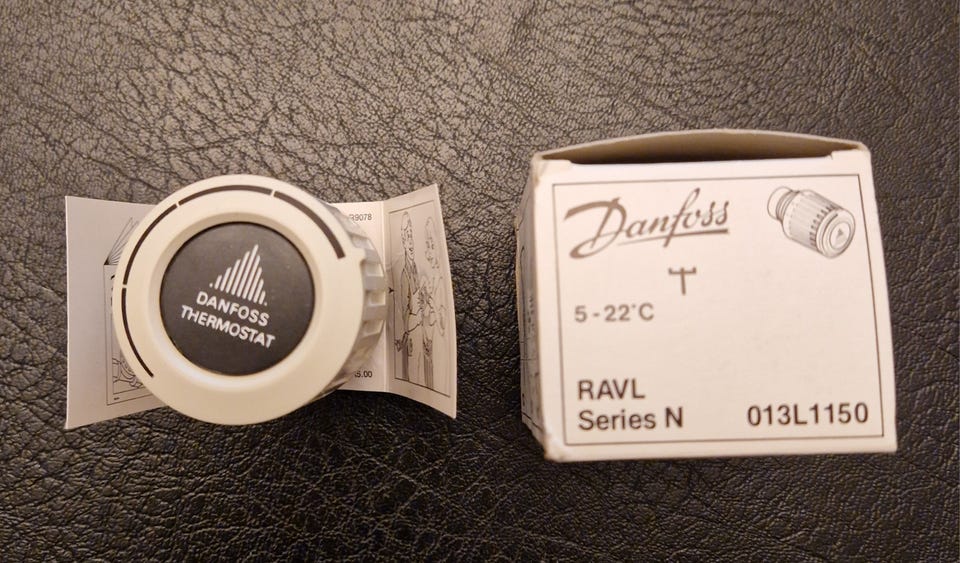 DANFOSS
THERMOSTAT
Danfoss
5 - 22°C
RAVL
Series N
013L1150